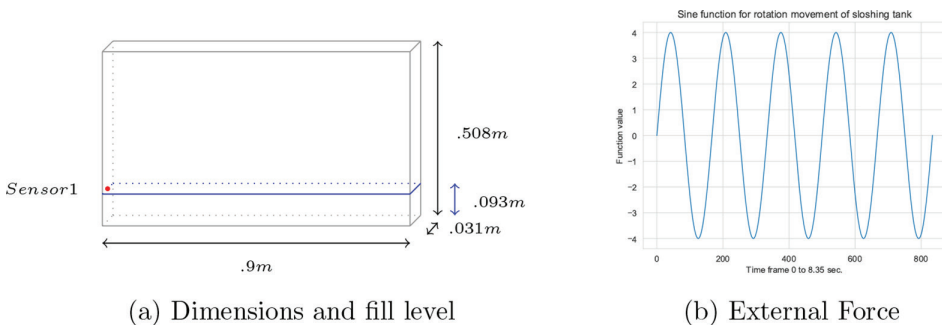 .508m
Sensor1
.093m
.031m
.9m
(a) Dimensions and fill level
Sine function for rotation movement of sloshing tank
Function value
4
3
2
1
0
−1
−2
−3
−4
0 200 400 600 800
Time frame 0 to 8.35 sec.
(b) External Force